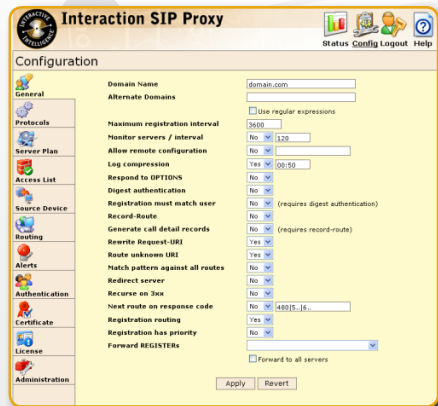 INTERACTIVE INTELLIGENCE
Interaction SIP Proxy
Status Config Logout Help
Configuration
General
Protocols
Server Plan
Access List
Source Device
Routing
Alerts
Authentication
Certificate
License
Administration
Domain Name domain.com
Alternate Domains
Use regular expressions
Maximum registration interval 3600
Monitor servers / interval No 120
Allow remote configuration No
Log compression Yes 00:50
Respond to OPTIONS No
Digest authentication No
Registration must match user No (requires digest authentication)
Record-Route No
Generate call detail records No (requires record-route)
Rewrite Request-URI Yes
Route unknown URI Yes
Match pattern against all routes No
Redirect server No
Recurse on 3xx No
Next route on response code No 480|5..|6..
Registration routing Yes
Registration has priority No
Forward REGISTERs
Forward to all servers
Apply Revert